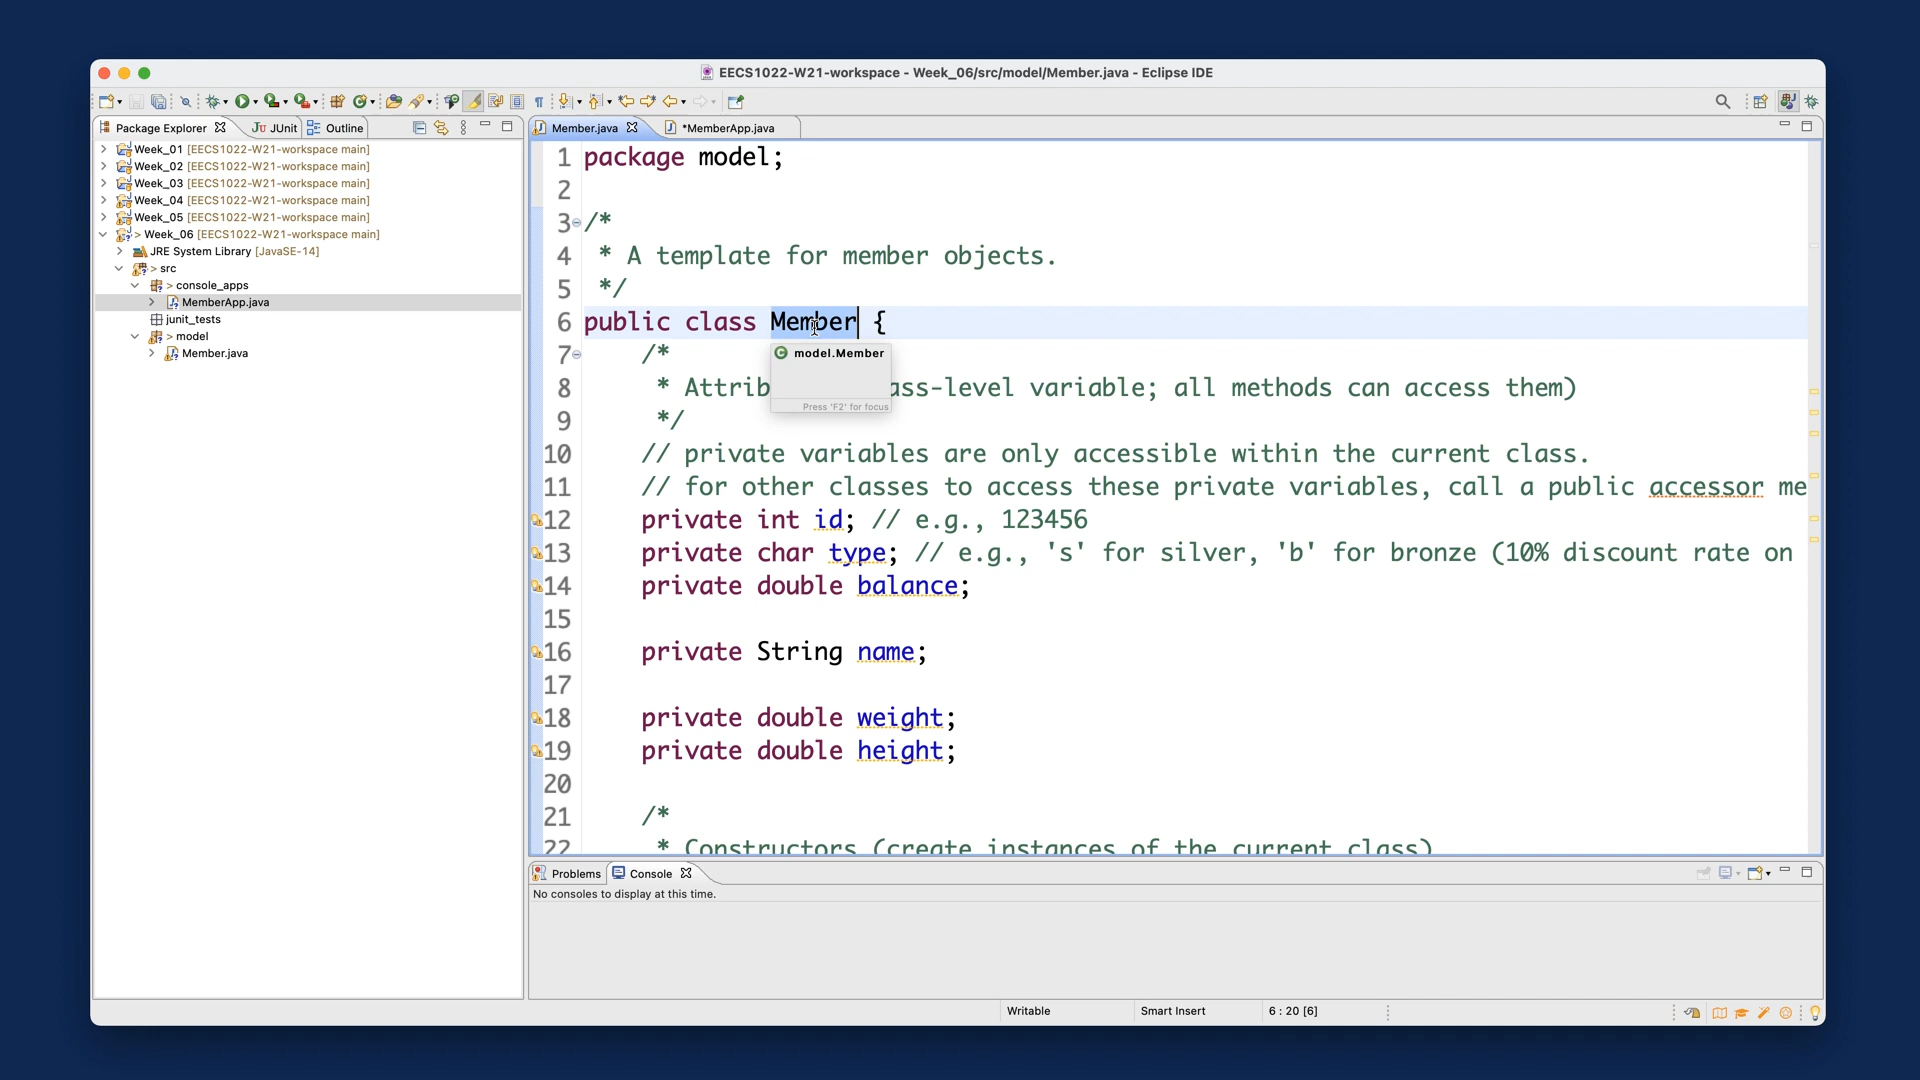 EECS1022-W21-workspace - Week_06/src/model/Member.java - Eclipse IDE
Package Explorer
JUnit
Outline
Week_01 [EECS1022-W21-workspace main]
Week_02 [EECS1022-W21-workspace main]
Week_03 [EECS1022-W21-workspace main]
Week_04 [EECS1022-W21-workspace main]
Week_05 [EECS1022-W21-workspace main]
> Week_06 [EECS1022-W21-workspace main]
JRE System Library [JavaSE-14]
> src
> console_apps
MemberApp.java
junit_tests
> model
Member.java
Member.java
*MemberApp.java
1 package model;
2
3 /*
4 * A template for member objects.
5 */
6 public class Member {
7 /*
model.Member
8 * Attrib ass-level variable; all methods can access them)
Press 'F2' for focus
9 */
10 // private variables are only accessible within the current class.
11 // for other classes to access these private variables, call a public accessor me
12 private int id; // e.g., 123456
13 private char type; // e.g., 's' for silver, 'b' for bronze (10% discount rate on
14 private double balance;
15
16 private String name;
17
18 private double weight;
19 private double height;
20
21 /*
22 * Constructors (create instances of the current class)
Problems
Console
No consoles to display at this time.
Writable
Smart Insert
6 : 20 [6]